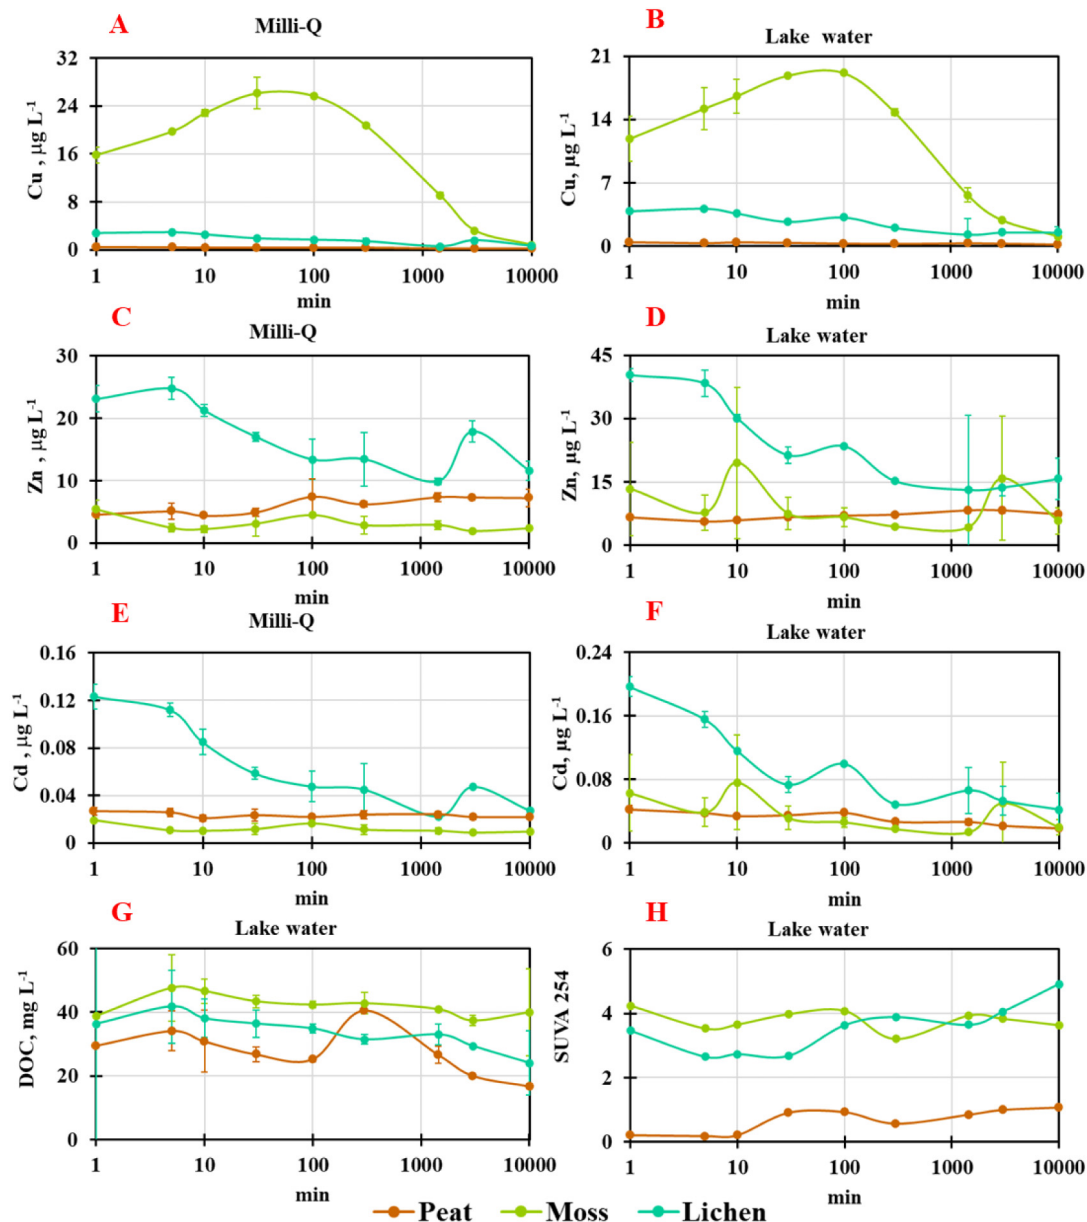 A
Milli-Q
Cu , µg L-1
32
24
16
8
0
1
10
100
1000
10000
min
B
Lake water
Cu, µg L-1
21
14
7
0
1
10
100
1000
10000
min
C
Milli-Q
Zn , µg L-1
30
20
10
0
1
10
100
1000
10000
min
D
Lake water
Zn, µg L-1
45
30
15
0
1
10
100
1000
10000
min
E
Milli-Q
Cd , µg L-1
0.16
0.12
0.08
0.04
0
1
10
100
1000
10000
min
F
Lake water
Cd, µg L-1
0.24
0.16
0.08
0
1
10
100
1000
10000
min
G
Lake water
DOC, mg L-1
60
40
20
0
1
10
100
1000
10000
min
H
Lake water
SUVA 254
6
4
2
0
1
10
100
1000
10000
min
Peat Moss Lichen